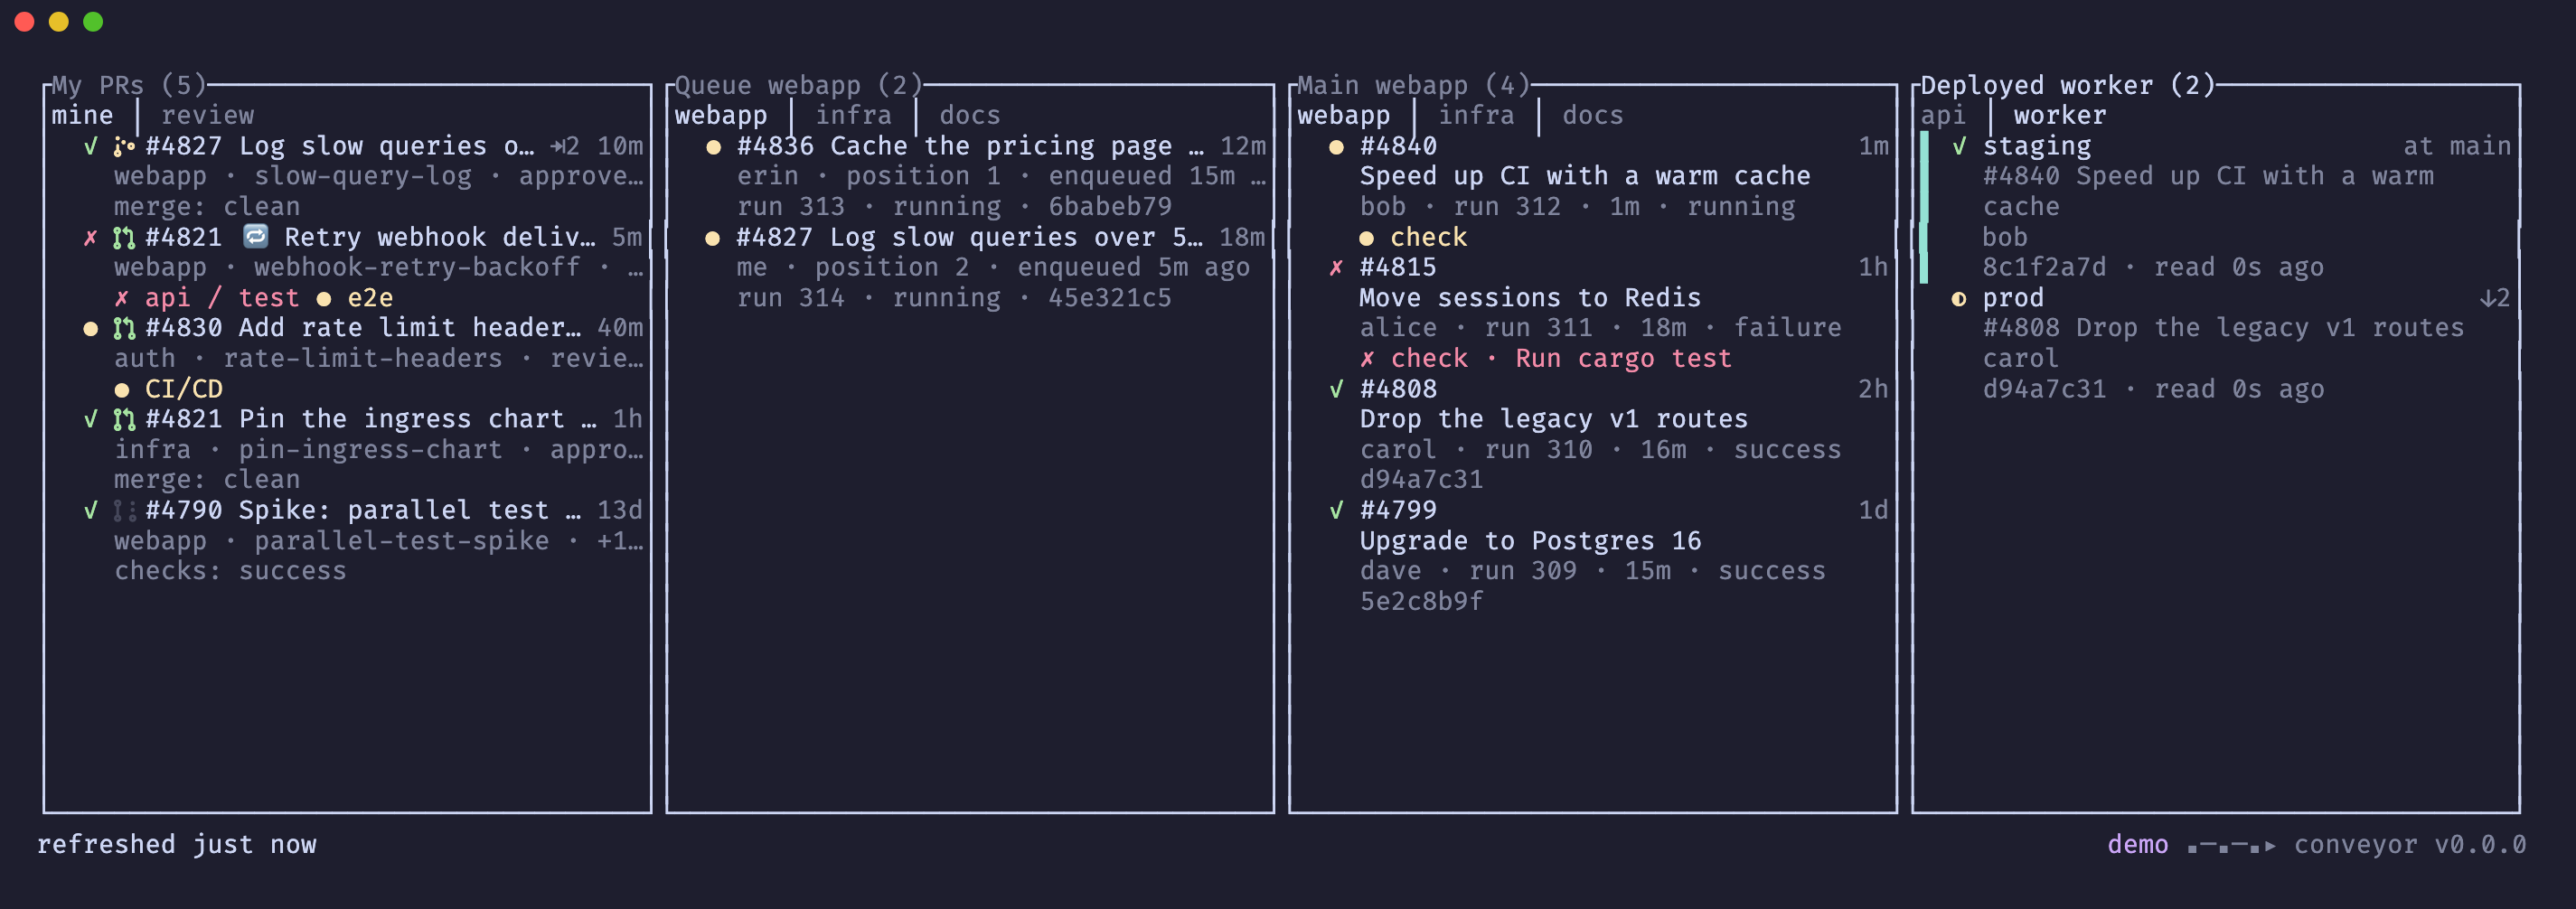 My PRs (5)
mine │ review
✓ #4827 Log slow queries o… ⇥2 10m
webapp · slow-query-log · approve…
merge: clean
✗ #4821 🔁 Retry webhook deliv… 5m
webapp · webhook-retry-backoff · …
✗ api / test ● e2e
● #4830 Add rate limit header… 40m
auth · rate-limit-headers · revie…
● CI/CD
✓ #4821 Pin the ingress chart … 1h
infra · pin-ingress-chart · appro…
merge: clean
✓ #4790 Spike: parallel test … 13d
webapp · parallel-test-spike · +1…
checks: success
Queue webapp (2)
webapp │ infra │ docs
● #4836 Cache the pricing page … 12m
erin · position 1 · enqueued 15m …
run 313 · running · 6babeb79
● #4827 Log slow queries over 5… 18m
me · position 2 · enqueued 5m ago
run 314 · running · 45e321c5
Main webapp (4)
webapp │ infra │ docs
● #4840 1m
Speed up CI with a warm cache
bob · run 312 · 1m · running
● check
✗ #4815 1h
Move sessions to Redis
alice · run 311 · 18m · failure
✗ check · Run cargo test
✓ #4808 2h
Drop the legacy v1 routes
carol · run 310 · 16m · success
d94a7c31
✓ #4799 1d
Upgrade to Postgres 16
dave · run 309 · 15m · success
5e2c8b9f
Deployed worker (2)
api │ worker
✓ staging at main
#4840 Speed up CI with a warm
cache
bob
8c1f2a7d · read 0s ago
◐ prod ↓2
#4808 Drop the legacy v1 routes
carol
d94a7c31 · read 0s ago
refreshed just now
demo ▪─▪─▪▸ conveyor v0.0.0